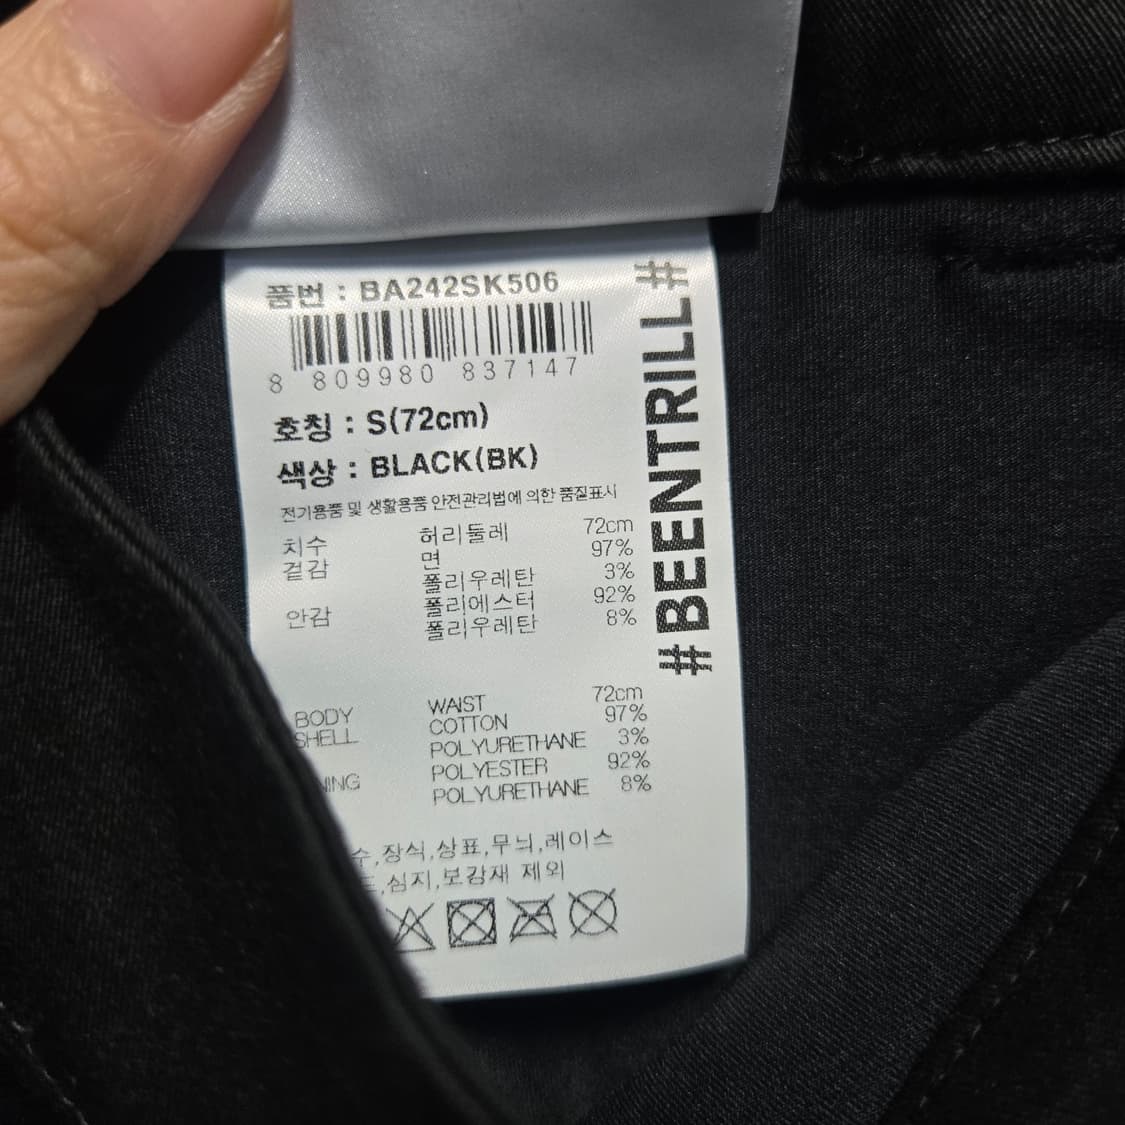 품번 : BA242SK506
8 809980 837147
호칭 : S(72cm)
색상 : BLACK(BK)
전기용품 및 생활용품 안전관리법에 의한 품질표시
치수 허리둘레 72cm
겉감 면 97%
폴리우레탄 3%
안감 폴리에스터 92%
폴리우레탄 8%
BODY WAIST 72cm
SHELL COTTON 97%
POLYURETHANE 3%
POLYESTER 92%
POLYURETHANE 8%
,장식,상표,무늬,레이스
,심지,보강재 제외
#BEENTRILL#